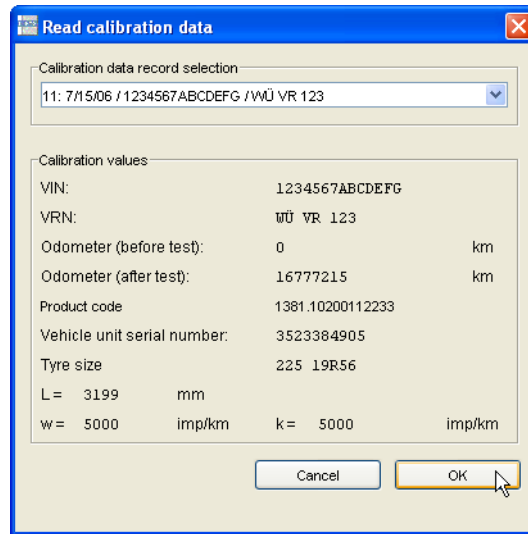 Read calibration data
Calibration data record selection
11: 7/15/06 / 1234567ABCDEFG / WÜ VR 123
Calibration values
VIN: 1234567ABCDEFG
VRN: WÜ VR 123
Odometer (before test): 0 km
Odometer (after test): 16777215 km
Product code 1381.10200112233
Vehicle unit serial number: 3523384905
Tyre size 225 19R56
L = 3199 mm
w = 5000 imp/km k = 5000 imp/km
Cancel OK